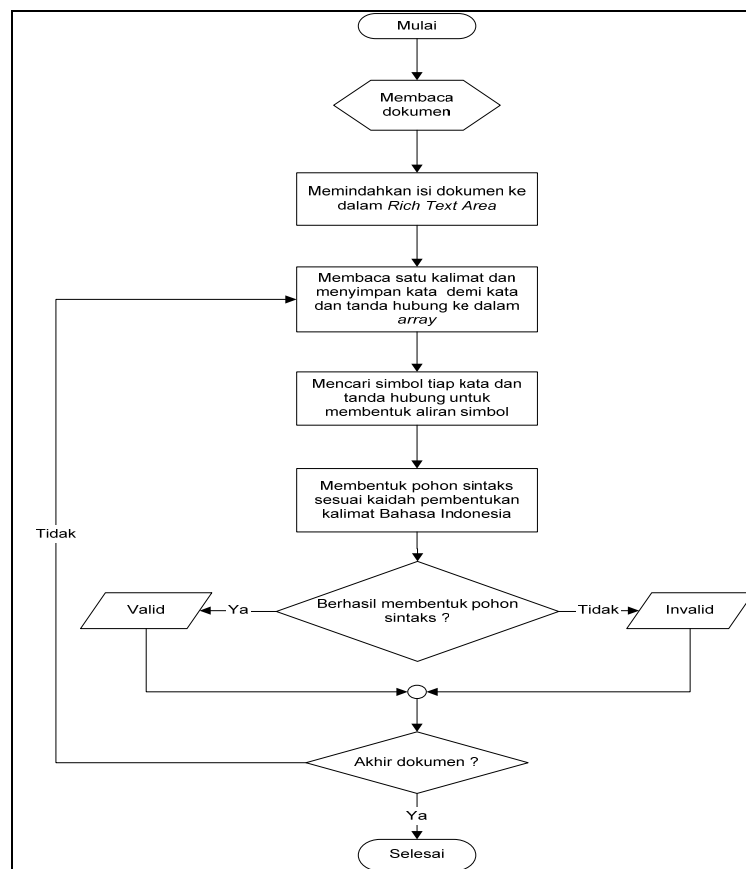 Mulai
Membaca
dokumen
Memindahkan isi dokumen ke
dalam Rich Text Area
Membaca satu kalimat dan
menyimpan kata demi kata
dan tanda hubung ke dalam
array
Mencari simbol tiap kata dan
tanda hubung untuk
membentuk aliran simbol
Membentuk pohon sintaks
sesuai kaidah pembentukan
kalimat Bahasa Indonesia
Tidak
Berhasil membentuk pohon
sintaks ?
Valid
Ya
Tidak
Invalid
Akhir dokumen ?
Ya
Selesai